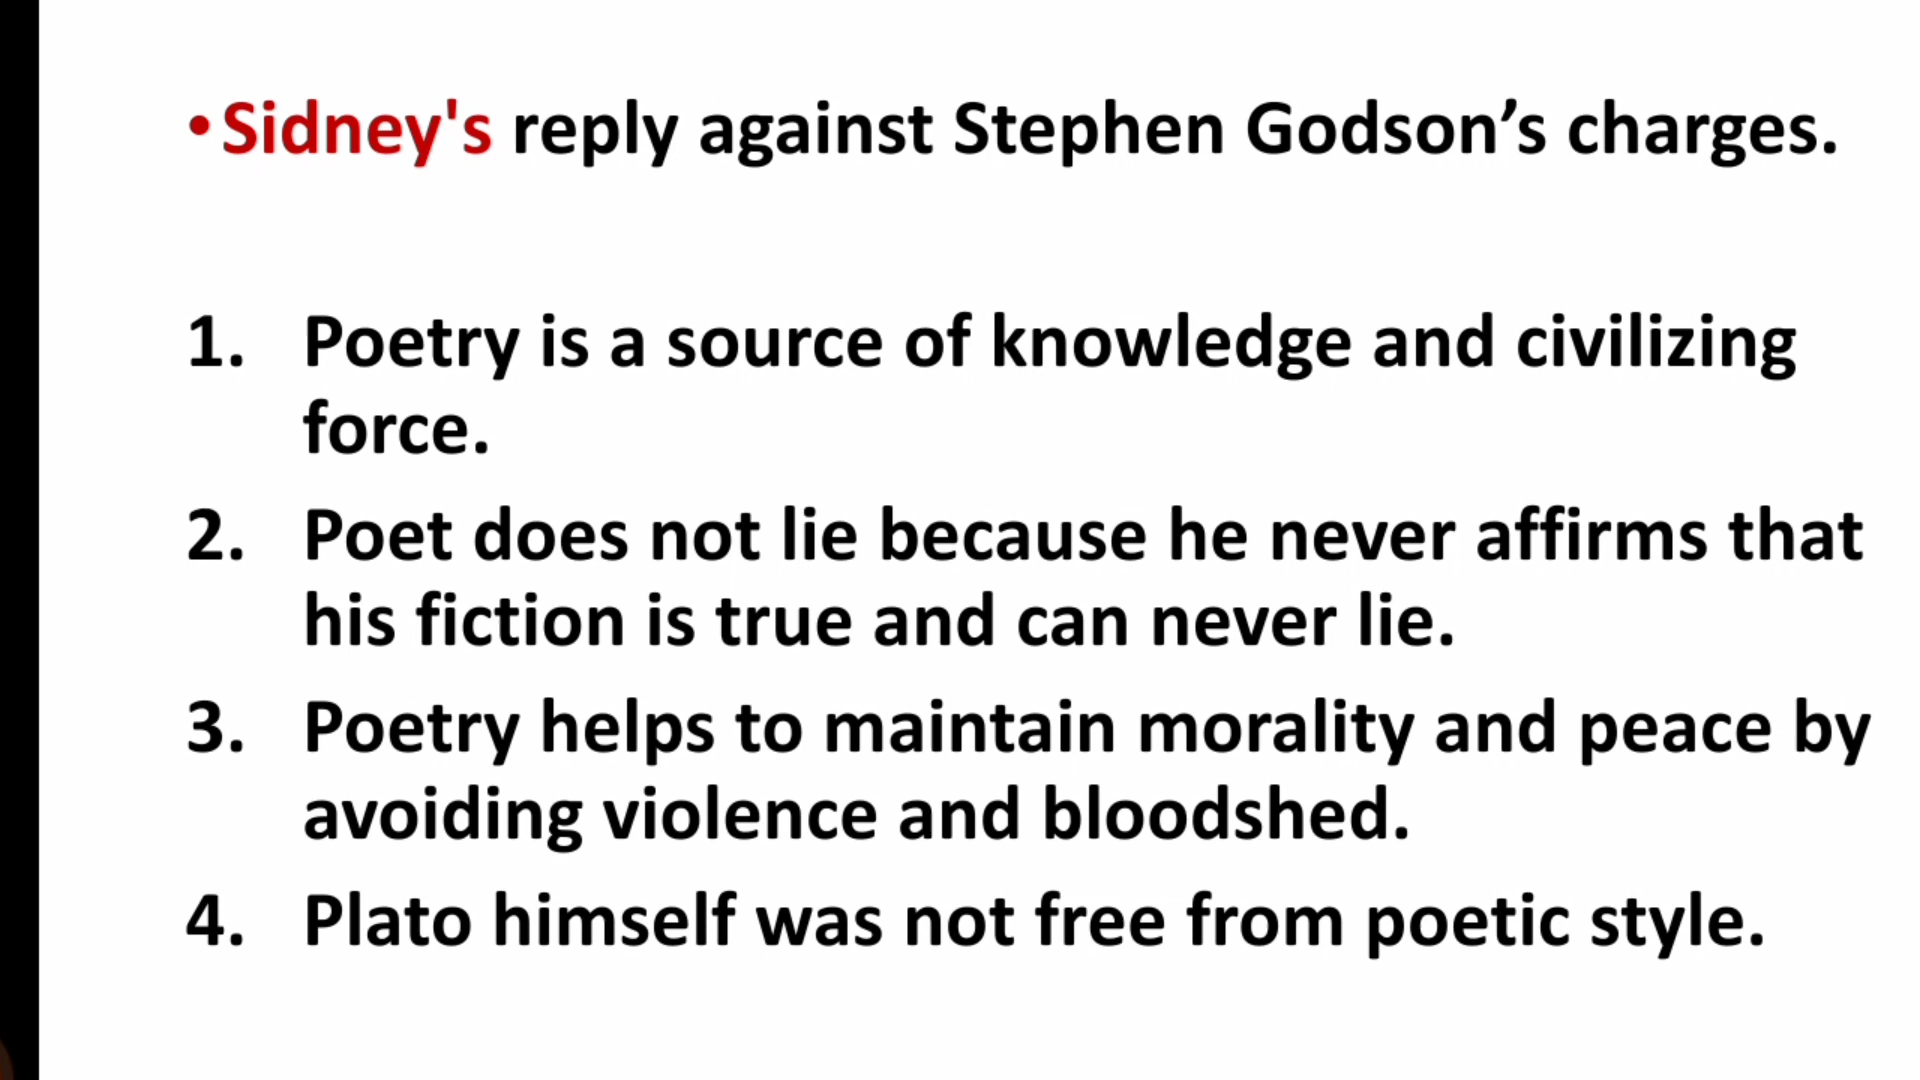 •Sidney's reply against Stephen Godson’s charges.
1. Poetry is a source of knowledge and civilizing
force.
2. Poet does not lie because he never affirms that
his fiction is true and can never lie.
3. Poetry helps to maintain morality and peace by
avoiding violence and bloodshed.
4. Plato himself was not free from poetic style.